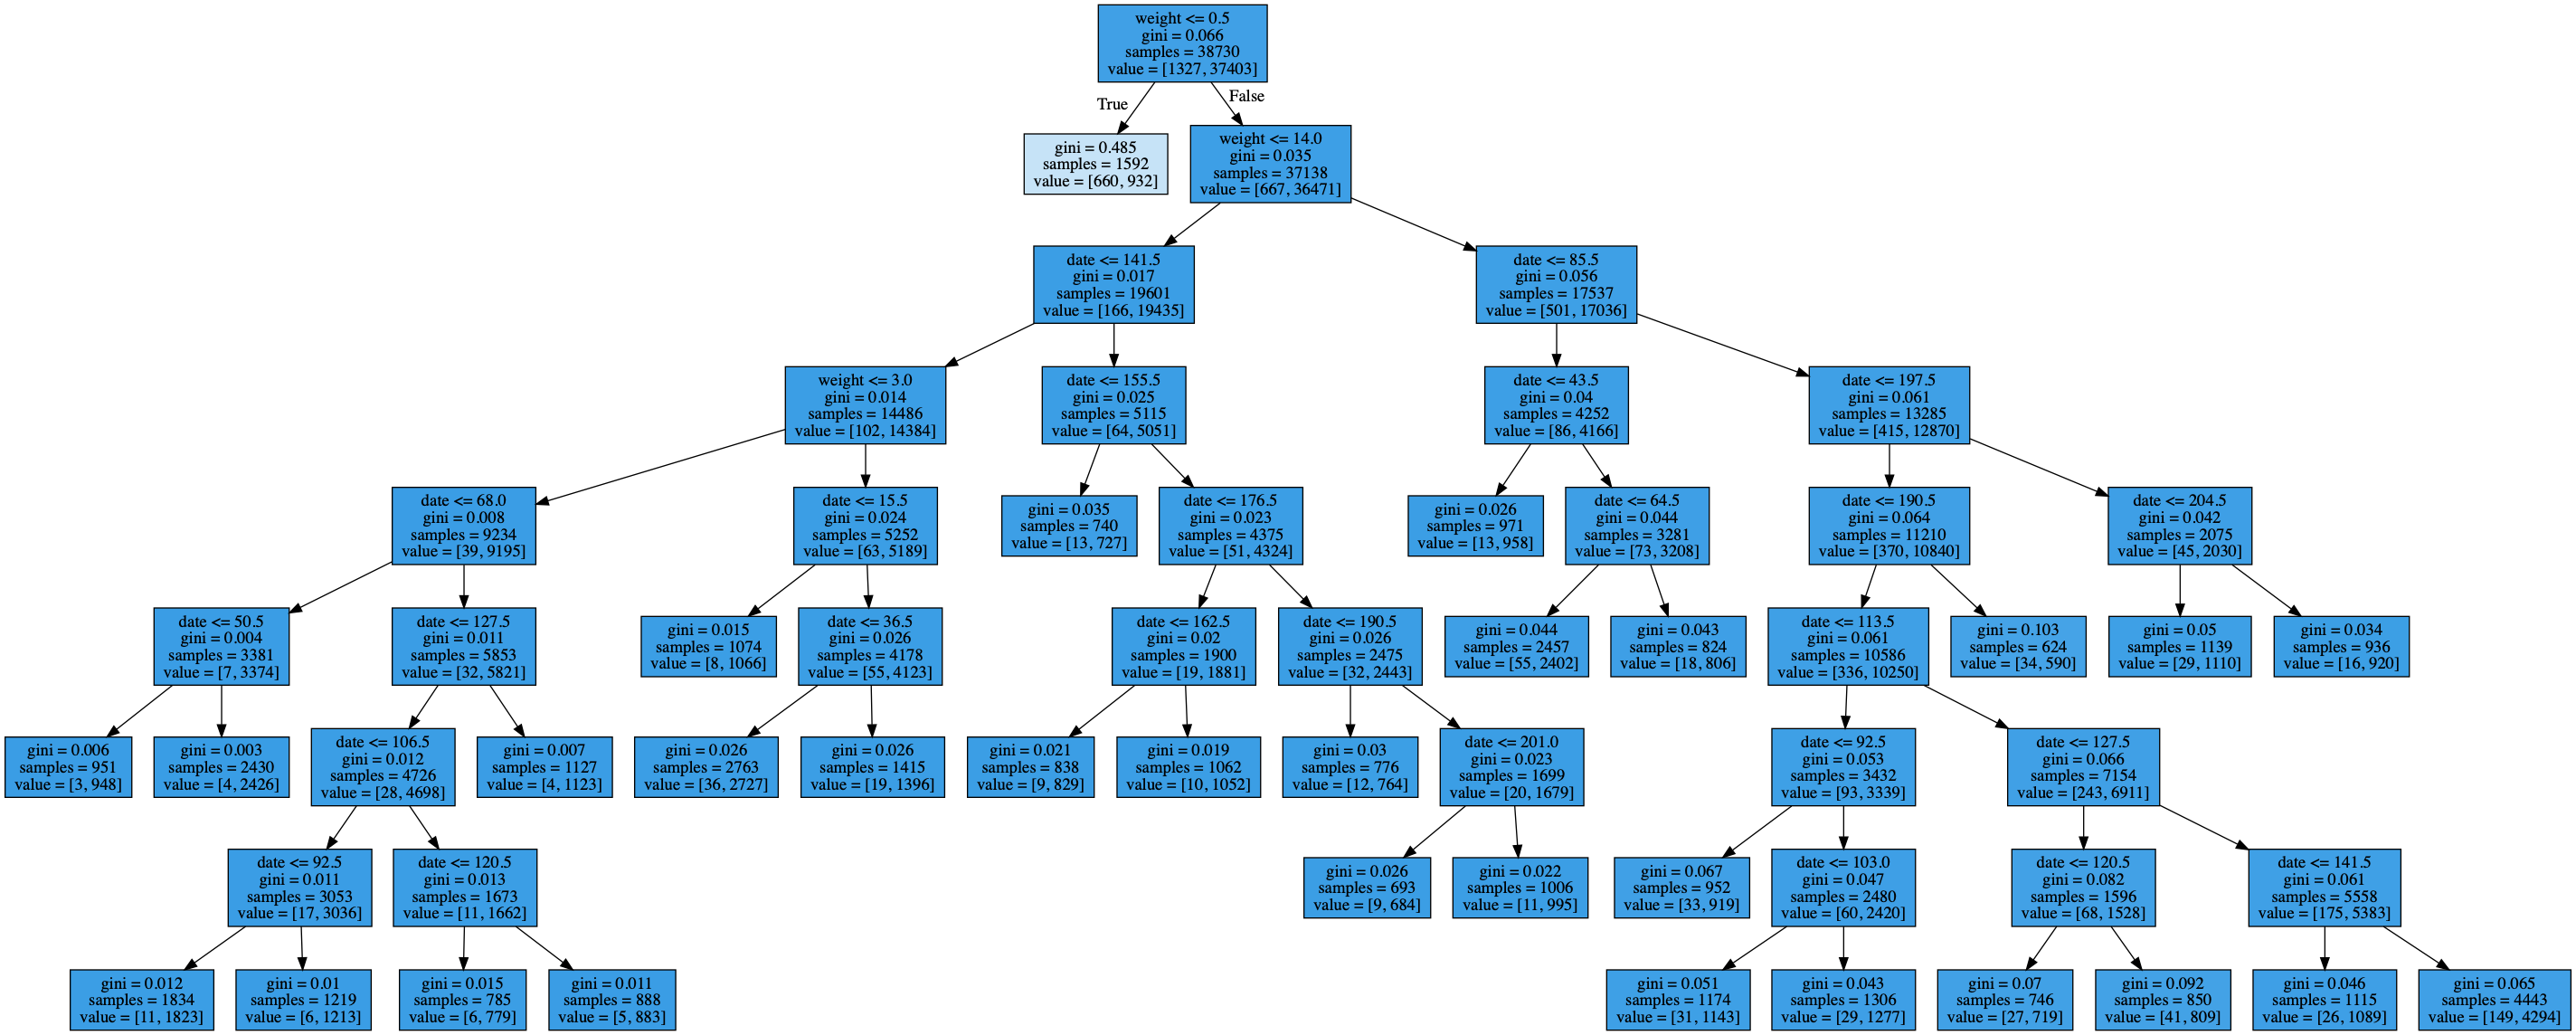 weight <= 0.5
gini = 0.066
samples = 38730
value = [1327, 37403]
True
False
gini = 0.485
samples = 1592
value = [660, 932]
weight <= 14.0
gini = 0.035
samples = 37138
value = [667, 36471]
date <= 141.5
gini = 0.017
samples = 19601
value = [166, 19435]
date <= 85.5
gini = 0.056
samples = 17537
value = [501, 17036]
weight <= 3.0
gini = 0.014
samples = 14486
value = [102, 14384]
date <= 155.5
gini = 0.025
samples = 5115
value = [64, 5051]
date <= 43.5
gini = 0.04
samples = 4252
value = [86, 4166]
date <= 197.5
gini = 0.061
samples = 13285
value = [415, 12870]
date <= 68.0
gini = 0.008
samples = 9234
value = [39, 9195]
date <= 15.5
gini = 0.024
samples = 5252
value = [63, 5189]
gini = 0.035
samples = 740
value = [13, 727]
date <= 176.5
gini = 0.023
samples = 4375
value = [51, 4324]
gini = 0.026
samples = 971
value = [13, 958]
date <= 64.5
gini = 0.044
samples = 3281
value = [73, 3208]
date <= 190.5
gini = 0.064
samples = 11210
value = [370, 10840]
date <= 204.5
gini = 0.042
samples = 2075
value = [45, 2030]
date <= 50.5
gini = 0.004
samples = 3381
value = [7, 3374]
date <= 127.5
gini = 0.011
samples = 5853
value = [32, 5821]
gini = 0.015
samples = 1074
value = [8, 1066]
date <= 36.5
gini = 0.026
samples = 4178
value = [55, 4123]
date <= 162.5
gini = 0.02
samples = 1900
value = [19, 1881]
date <= 190.5
gini = 0.026
samples = 2475
value = [32, 2443]
gini = 0.044
samples = 2457
value = [55, 2402]
gini = 0.043
samples = 824
value = [18, 806]
date <= 113.5
gini = 0.061
samples = 10586
value = [336, 10250]
gini = 0.103
samples = 624
value = [34, 590]
gini = 0.05
samples = 1139
value = [29, 1110]
gini = 0.034
samples = 936
value = [16, 920]
gini = 0.006
samples = 951
value = [3, 948]
gini = 0.003
samples = 2430
value = [4, 2426]
date <= 106.5
gini = 0.012
samples = 4726
value = [28, 4698]
gini = 0.007
samples = 1127
value = [4, 1123]
gini = 0.026
samples = 2763
value = [36, 2727]
gini = 0.026
samples = 1415
value = [19, 1396]
gini = 0.021
samples = 838
value = [9, 829]
gini = 0.019
samples = 1062
value = [10, 1052]
gini = 0.03
samples = 776
value = [12, 764]
date <= 201.0
gini = 0.023
samples = 1699
value = [20, 1679]
date <= 92.5
gini = 0.053
samples = 3432
value = [93, 3339]
date <= 127.5
gini = 0.066
samples = 7154
value = [243, 6911]
date <= 92.5
gini = 0.011
samples = 3053
value = [17, 3036]
date <= 120.5
gini = 0.013
samples = 1673
value = [11, 1662]
gini = 0.026
samples = 693
value = [9, 684]
gini = 0.022
samples = 1006
value = [11, 995]
gini = 0.067
samples = 952
value = [33, 919]
date <= 103.0
gini = 0.047
samples = 2480
value = [60, 2420]
date <= 120.5
gini = 0.082
samples = 1596
value = [68, 1528]
date <= 141.5
gini = 0.061
samples = 5558
value = [175, 5383]
gini = 0.012
samples = 1834
value = [11, 1823]
gini = 0.01
samples = 1219
value = [6, 1213]
gini = 0.015
samples = 785
value = [6, 779]
gini = 0.011
samples = 888
value = [5, 883]
gini = 0.051
samples = 1174
value = [31, 1143]
gini = 0.043
samples = 1306
value = [29, 1277]
gini = 0.07
samples = 746
value = [27, 719]
gini = 0.092
samples = 850
value = [41, 809]
gini = 0.046
samples = 1115
value = [26, 1089]
gini = 0.065
samples = 4443
value = [149, 4294]